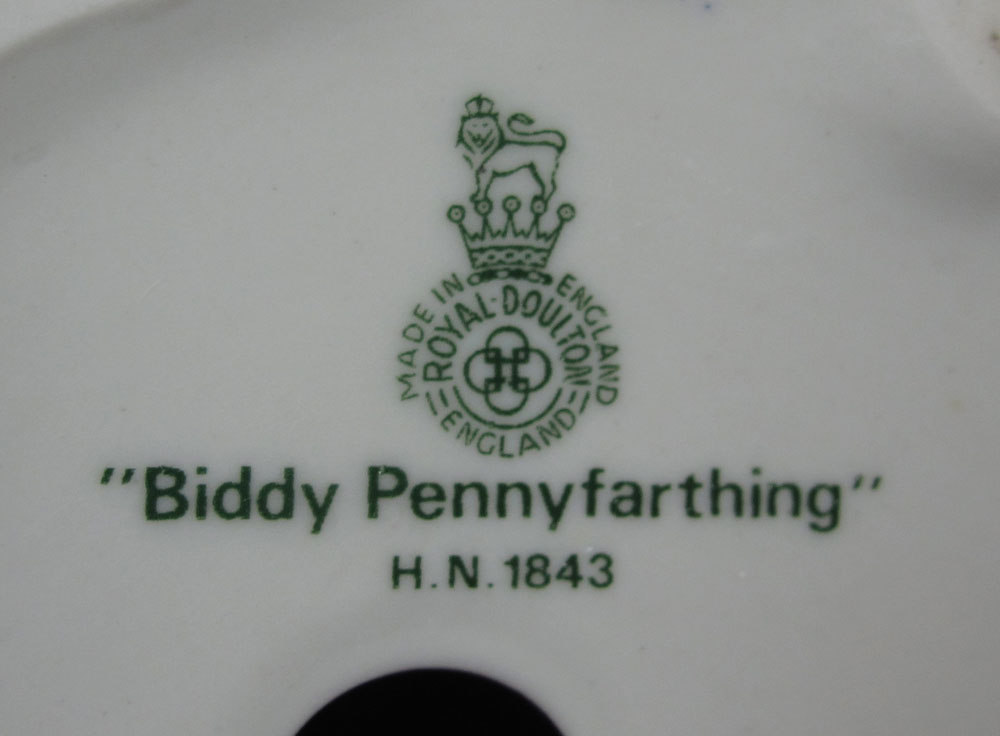 MADE IN ENGLAND
ROYAL·DOULTON
ENGLAND
"Biddy Pennyfarthing"
H.N.1843